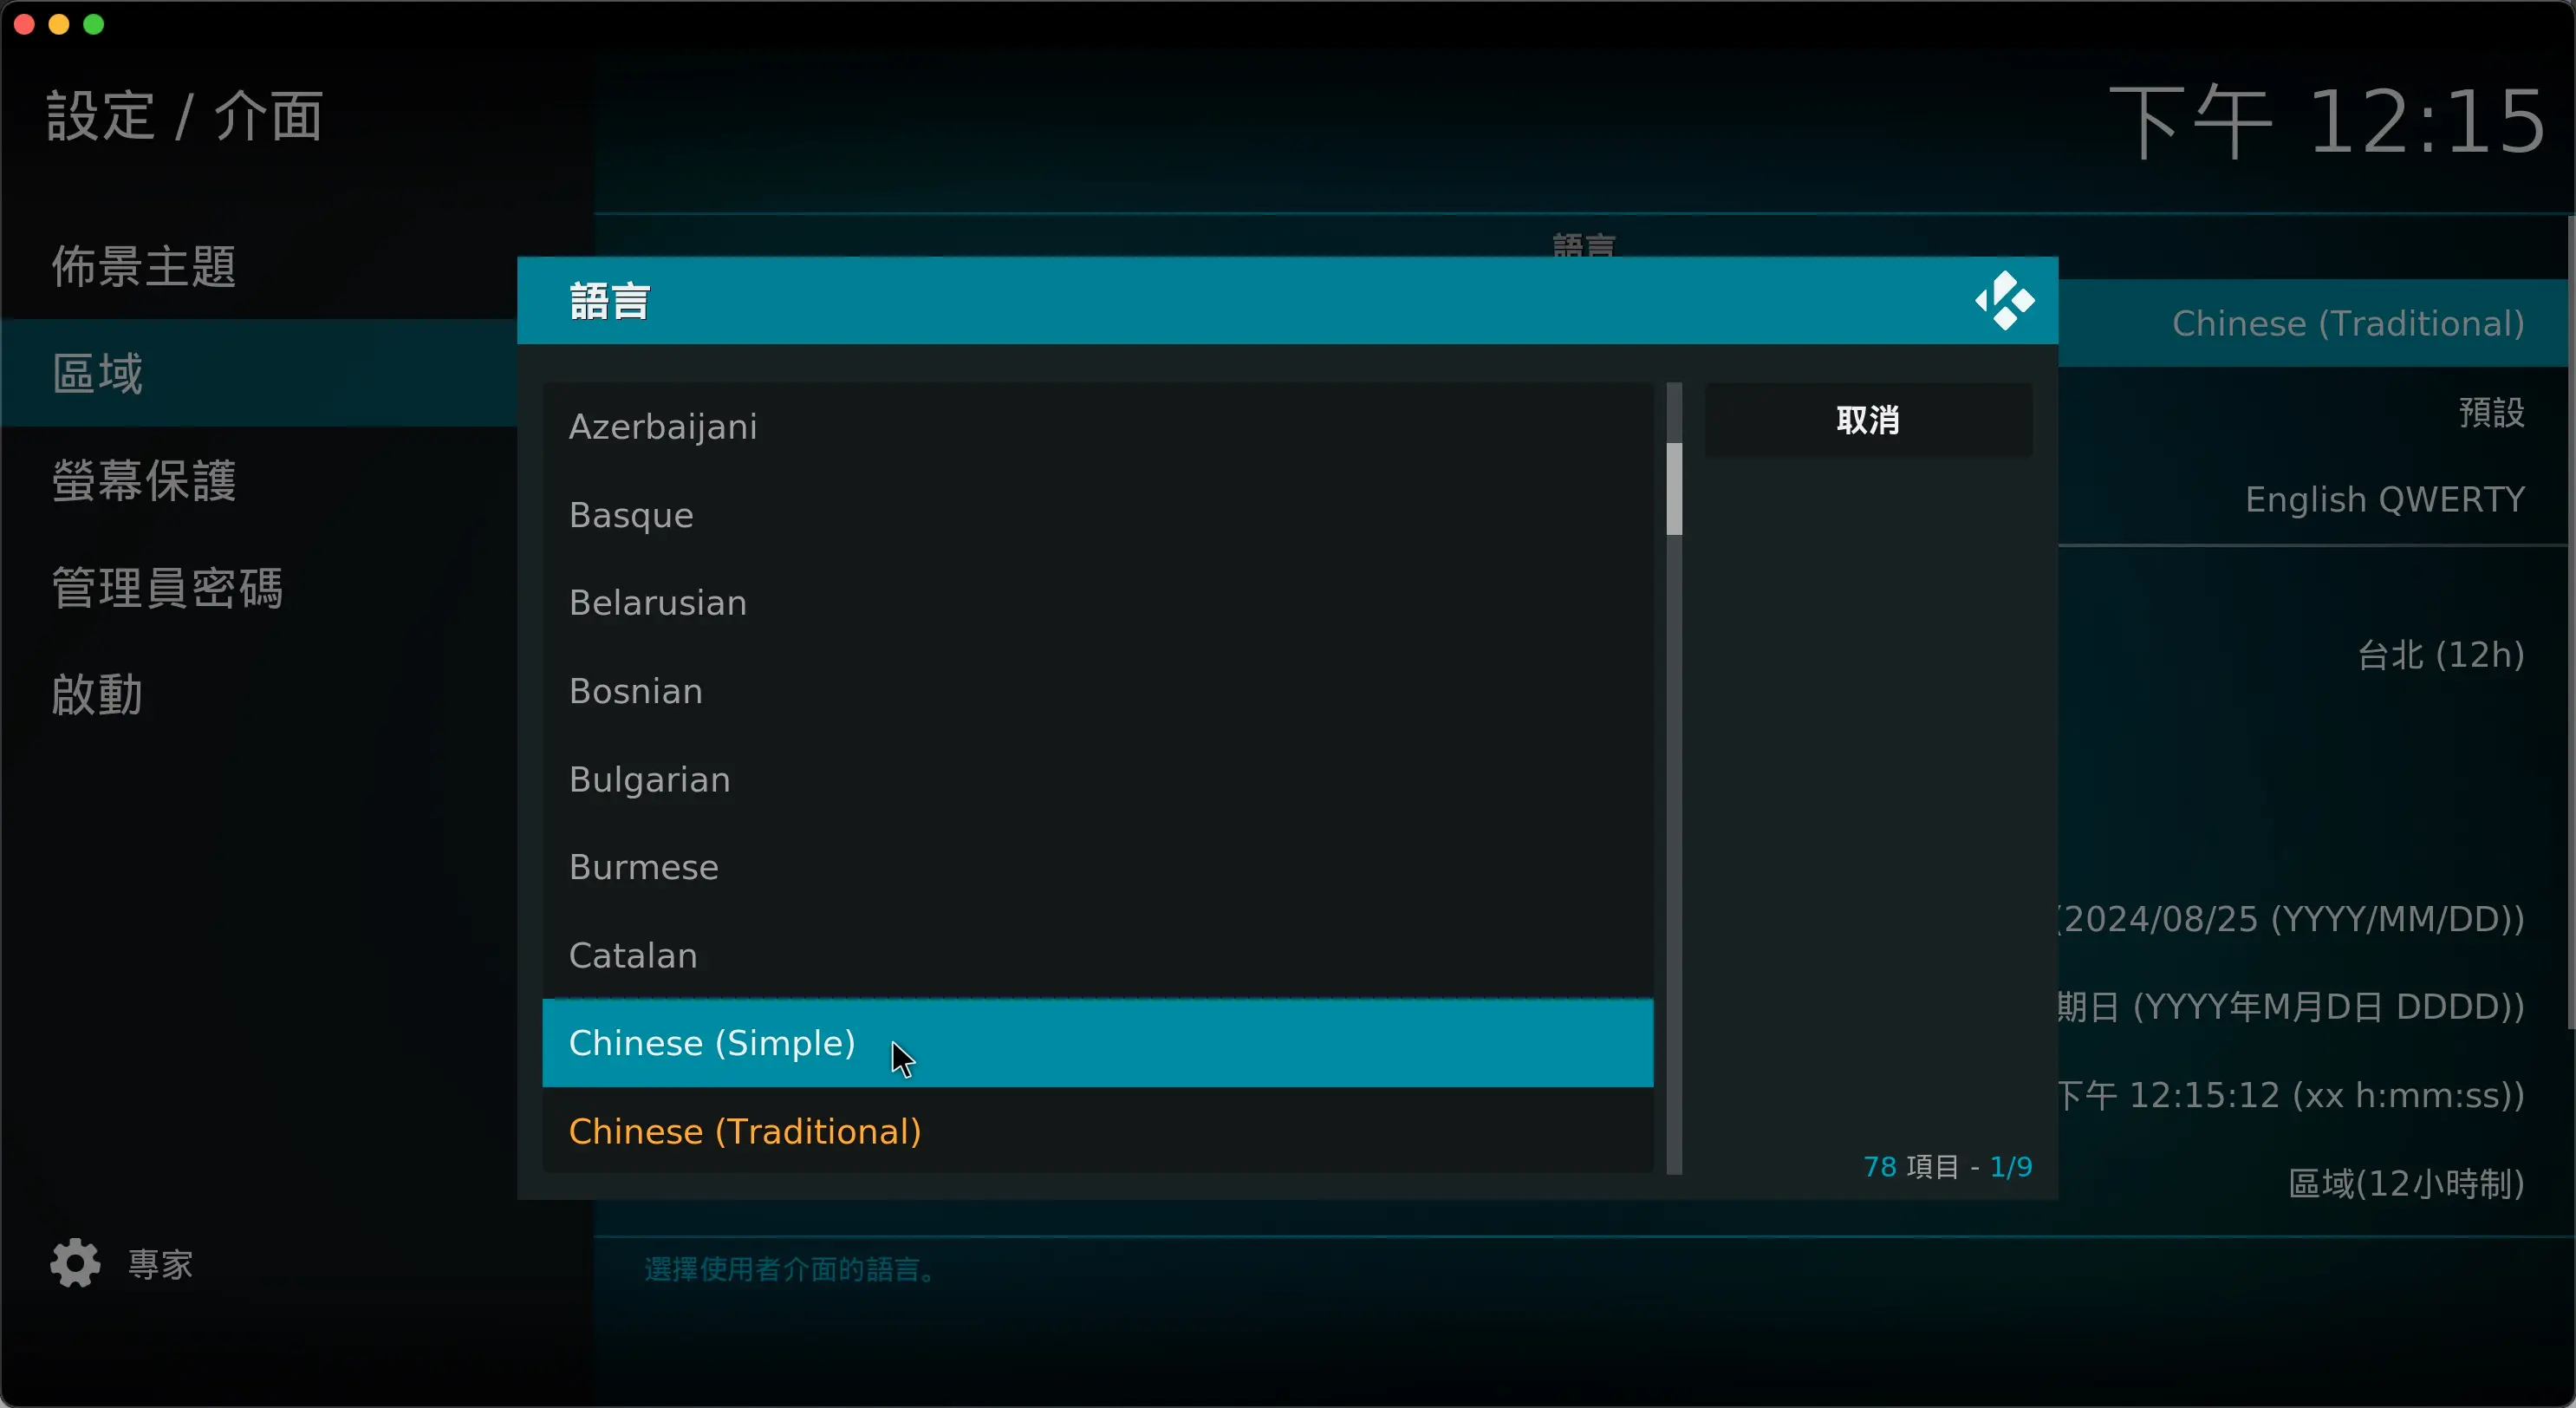 設定 / 介面
下午 12:15
佈景主題
區域
螢幕保護
管理員密碼
啟動
專家
語言
Chinese (Traditional)
預設
English QWERTY
台北 (12h)
(2024/08/25 (YYYY/MM/DD))
期日 (YYYY年M月D日 DDDD))
下午 12:15:12 (xx h:mm:ss))
區域(12小時制)
選擇使用者介面的語言。
語言
Azerbaijani
Basque
Belarusian
Bosnian
Bulgarian
Burmese
Catalan
Chinese (Simple)
Chinese (Traditional)
取消
78 項目 - 1/9